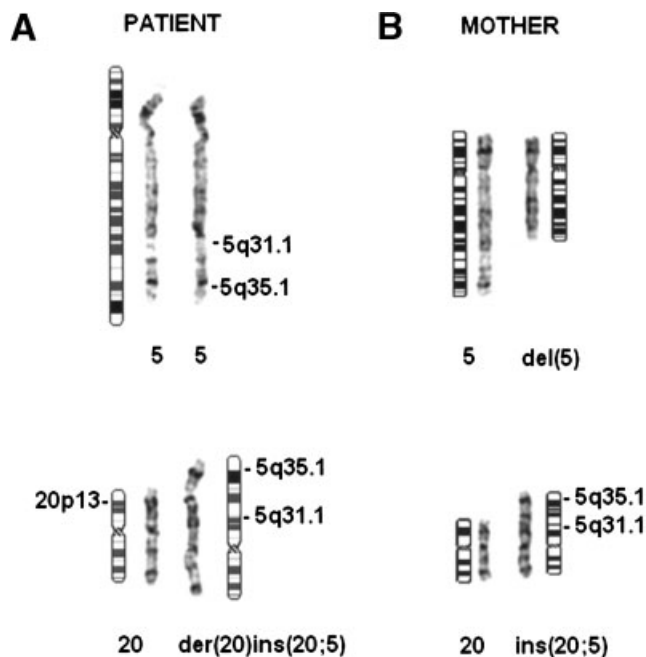 A PATIENT
5q31.1
5q35.1
5 5
20p13
5q35.1
5q31.1
20 der(20)ins(20;5)
B MOTHER
5 del(5)
5q35.1
5q31.1
20 ins(20;5)